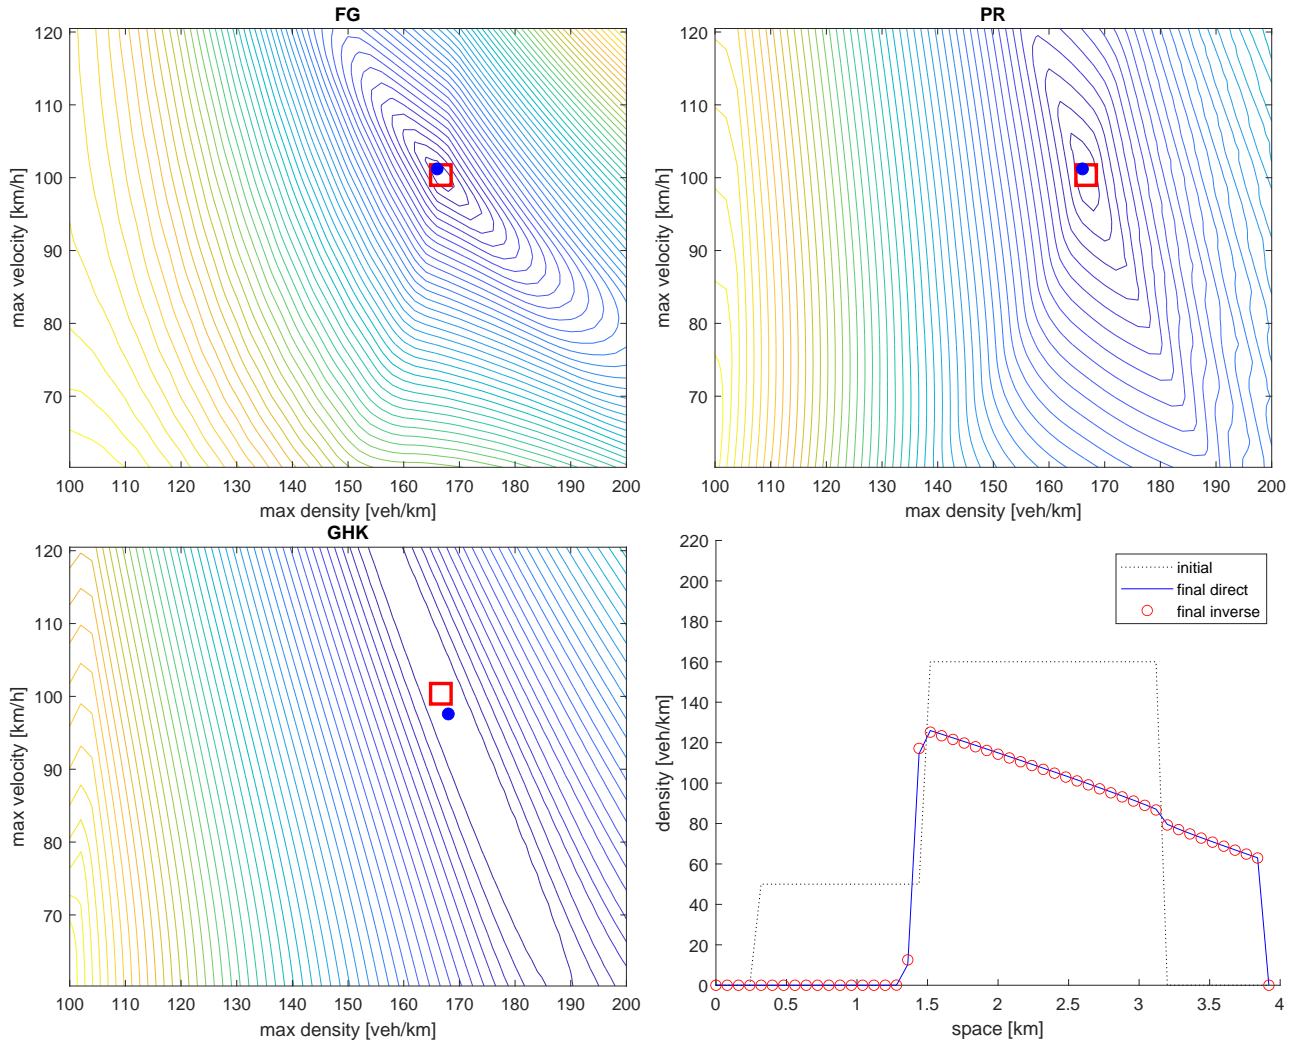 FG
120
110
100
90
80
70
max velocity [km/h]
100 110 120 130 140 150 160 170 180 190 200
max density [veh/km]
PR
120
110
100
90
80
70
max velocity [km/h]
100 110 120 130 140 150 160 170 180 190 200
max density [veh/km]
GHK
120
110
100
90
80
70
max velocity [km/h]
100 110 120 130 140 150 160 170 180 190 200
max density [veh/km]
220
200
180
160
140
120
100
80
60
40
20
0
density [veh/km]
initial
final direct
final inverse
0 0.5 1 1.5 2 2.5 3 3.5 4
space [km]